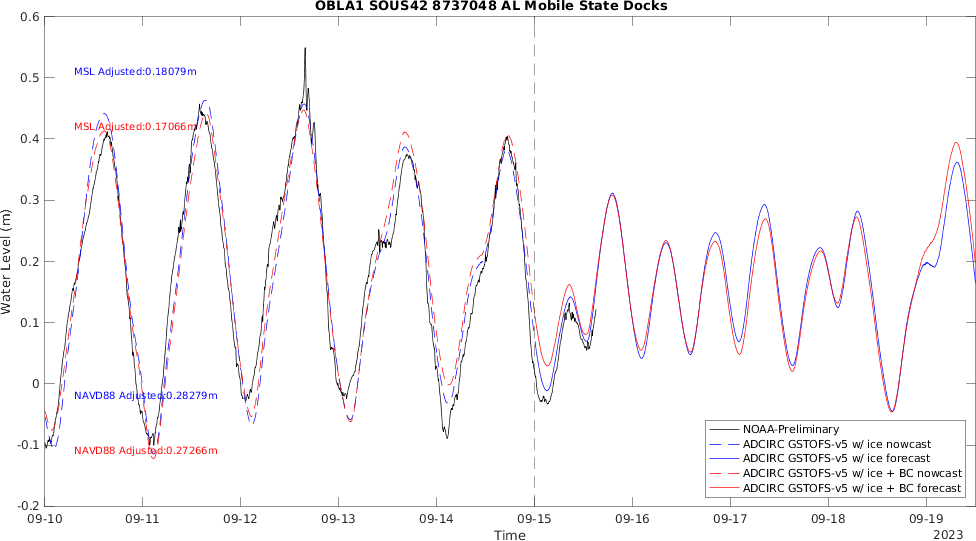 OBLA1 SOUS42 8737048 AL Mobile State Docks
Water Level (m)
0.6
0.5
0.4
0.3
0.2
0.1
0
-0.1
-0.2
MSL Adjusted:0.18079m
MSL Adjusted:0.17066m
NAVD88 Adjusted:0.28279m
NAVD88 Adjusted:0.27266m
NOAA-Preliminary
ADCIRC GSTOFS-v5 w/ ice nowcast
ADCIRC GSTOFS-v5 w/ ice forecast
ADCIRC GSTOFS-v5 w/ ice + BC nowcast
ADCIRC GSTOFS-v5 w/ ice + BC forecast
09-10 09-11 09-12 09-13 09-14 09-15 09-16 09-17 09-18 09-19
Time
2023